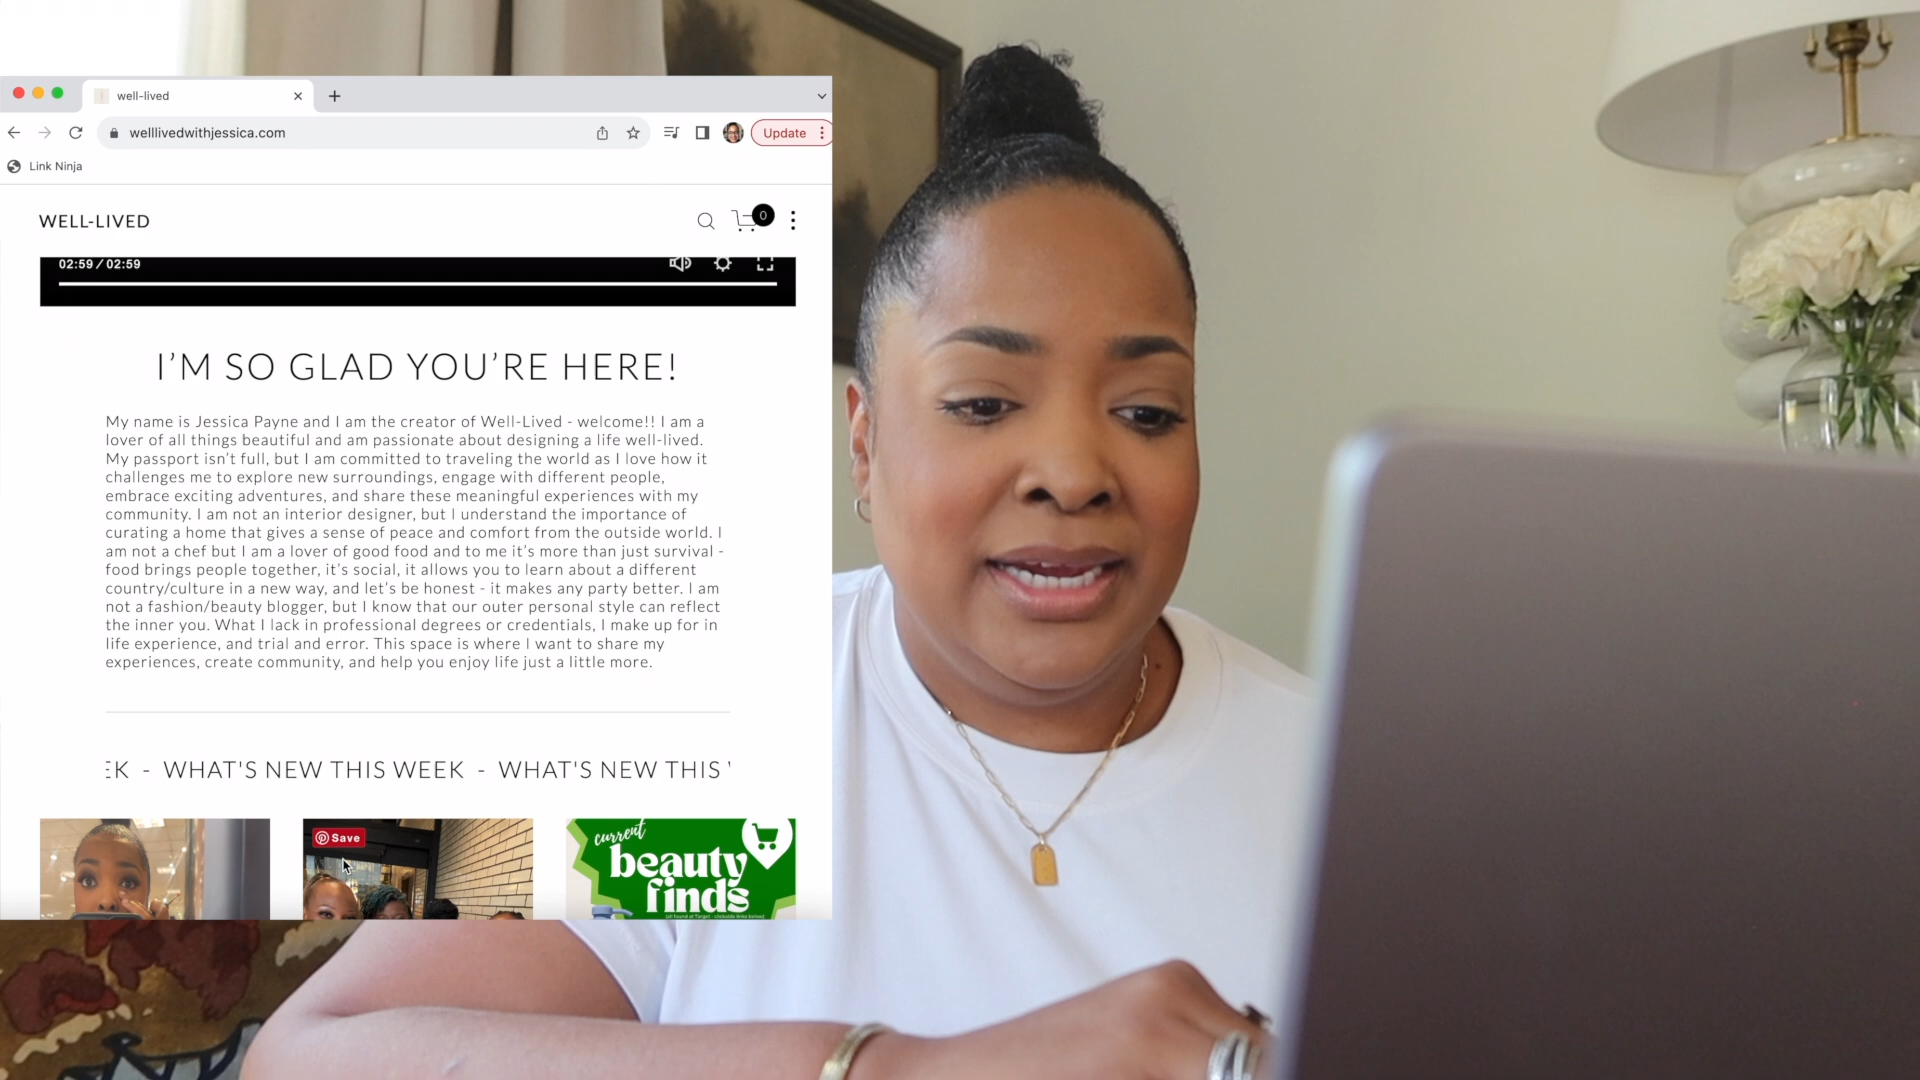 well-lived
welllivedwithjessica.com
Update
Link Ninja
WELL-LIVED
0
02:59 / 02:59
I'M SO GLAD YOU'RE HERE!
My name is Jessica Payne and I am the creator of Well-Lived - welcome!! I am a
lover of all things beautiful and am passionate about designing a life well-lived.
My passport isn't full, but I am committed to traveling the world as I love how it
challenges me to explore new surroundings, engage with different people,
embrace exciting adventures, and share these meaningful experiences with my
community. I am not an interior designer, but I understand the importance of
curating a home that gives a sense of peace and comfort from the outside world. I
am not a chef but I am a lover of good food and to me it's more than just survival -
food brings people together, it's social, it allows you to learn about a different
country/culture in a new way, and let's be honest - it makes any party better. I am
not a fashion/beauty blogger, but I know that our outer personal style can reflect
the inner you. What I lack in professional degrees or credentials, I make up for in
life experience, and trial and error. This space is where I want to share my
experiences, create community, and help you enjoy life just a little more.
EK - WHAT'S NEW THIS WEEK - WHAT'S NEW THIS
Save
current
beauty
finds
(all found at Target - clickable links below)